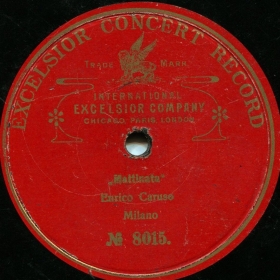 EXCELSIOR CONCERT RECORD
TRADE MARK
INTERNATIONAL
EXCELSIOR COMPANY.
CHICAGO PARIS LONDON
„Mattinata"
Enrico Caruso
Milano
№ 8015.